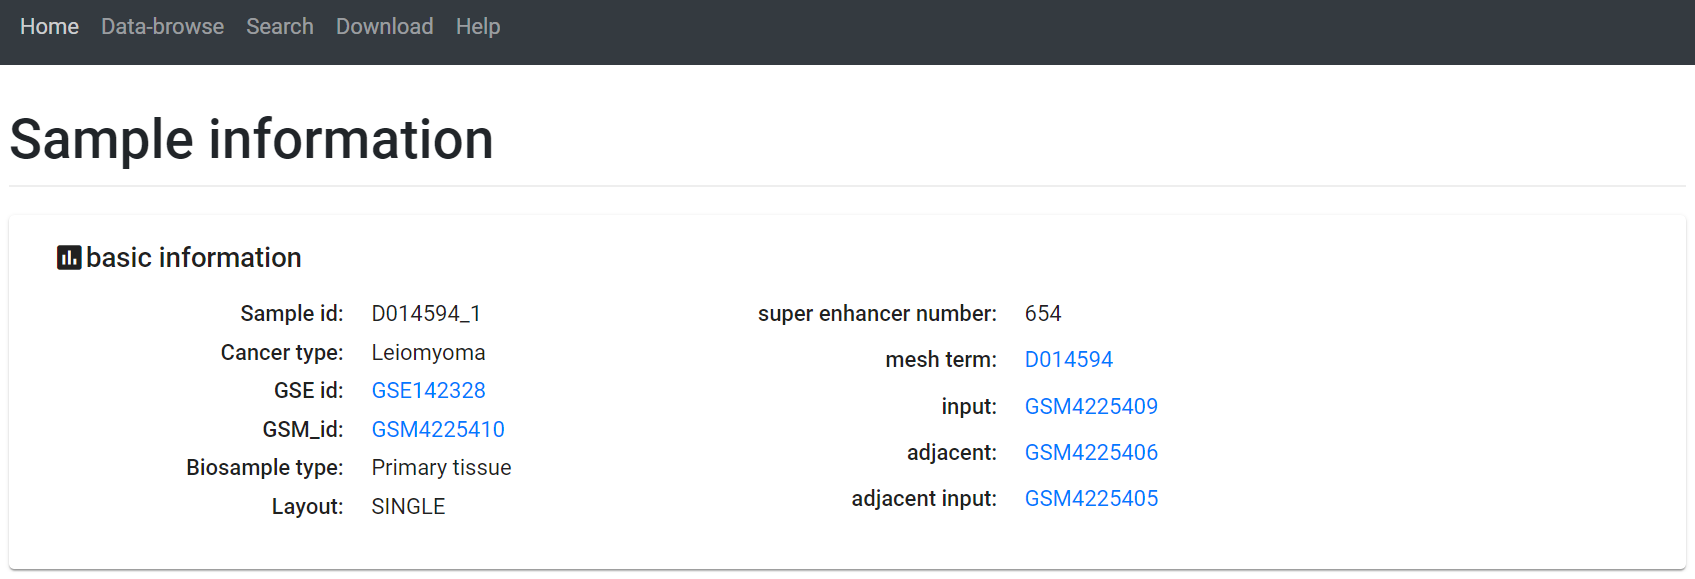 Home Data-browse Search Download Help
Sample information
basic information
Sample id: D014594_1
Cancer type: Leiomyoma
GSE id: GSE142328
GSM_id: GSM4225410
Biosample type: Primary tissue
Layout: SINGLE
super enhancer number: 654
mesh term: D014594
input: GSM4225409
adjacent: GSM4225406
adjacent input: GSM4225405